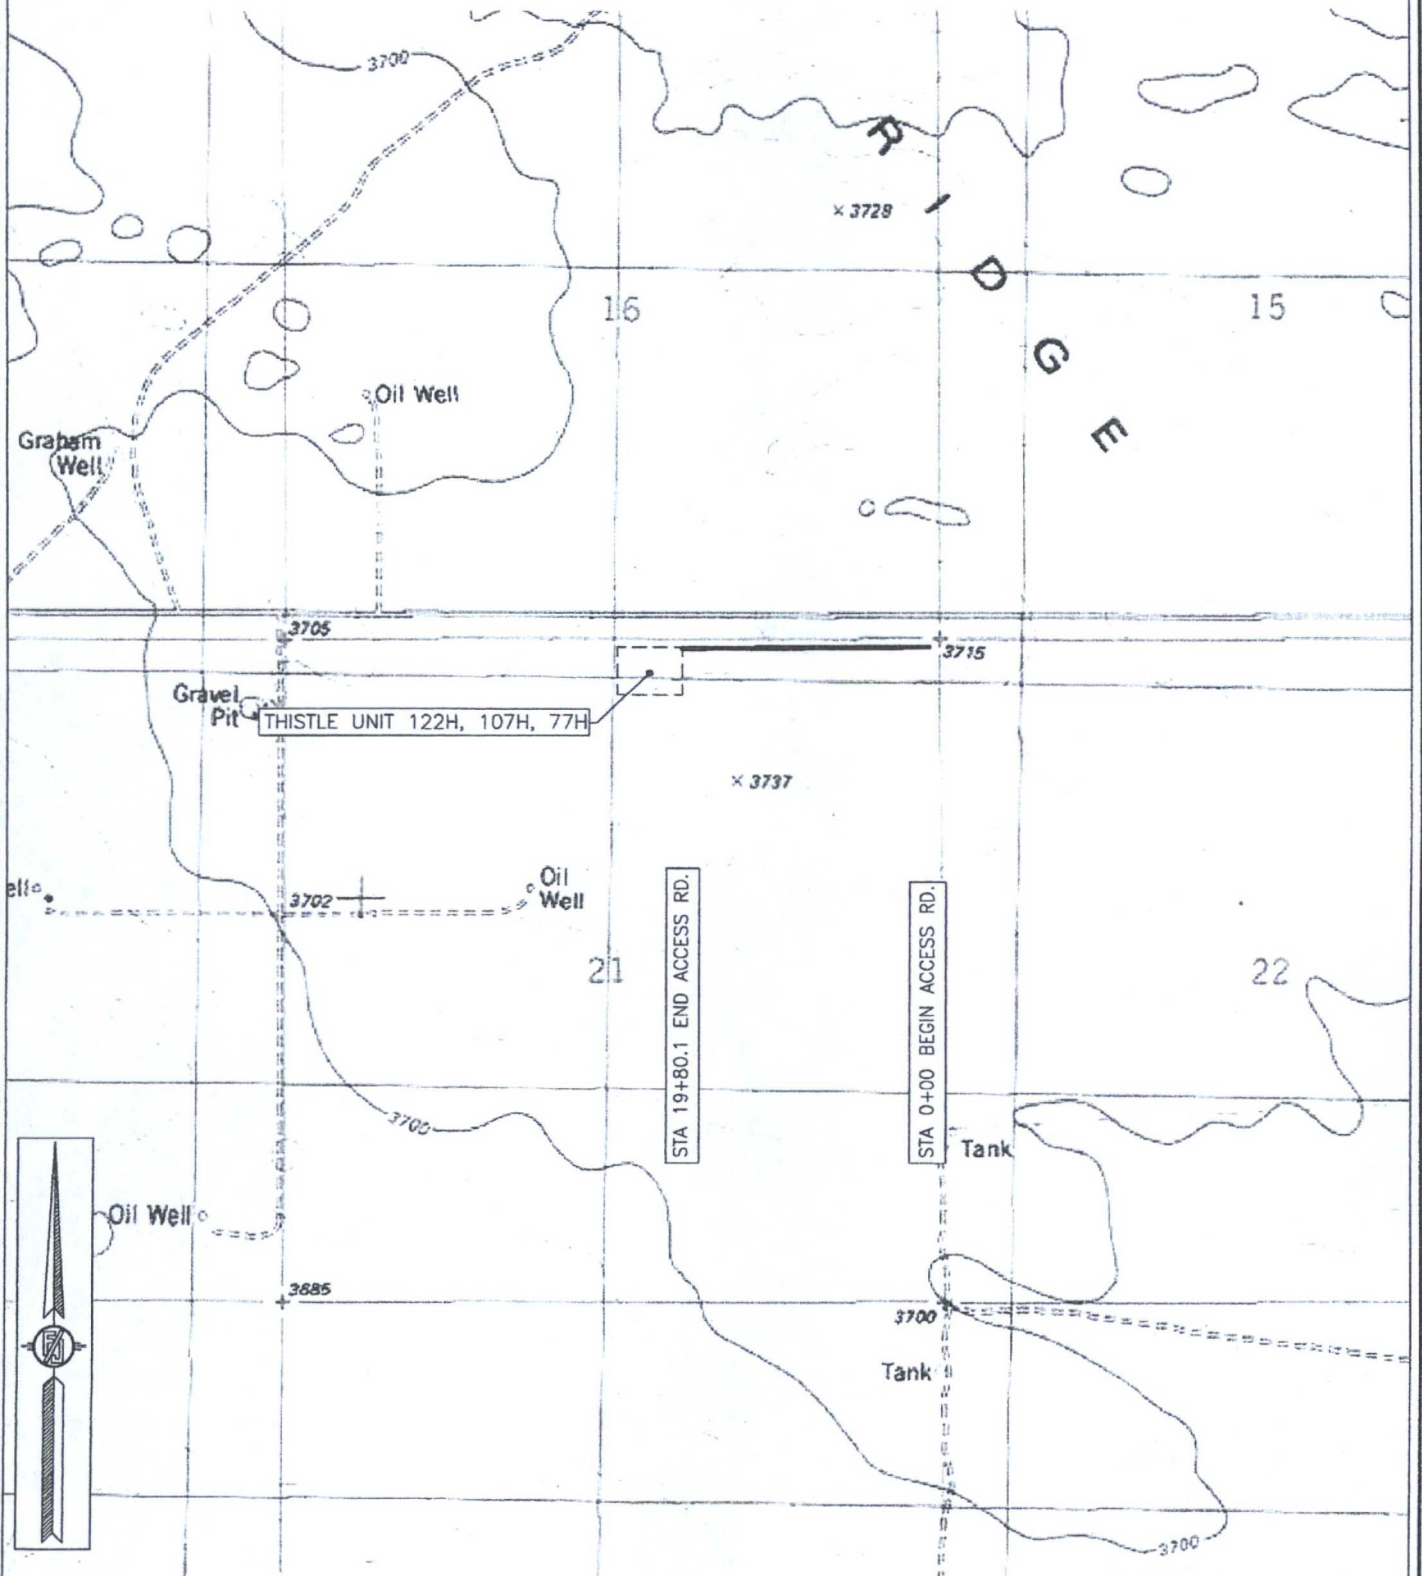 3700
R
I
D
G
E
× 3728
16
15
Oil Well
Graham
Well
3705
3715
Gravel
Pit
THISTLE UNIT 122H, 107H, 77H
× 3737
ell
3702
Oil
Well
STA 19+80.1 END ACCESS RD.
STA 0+00 BEGIN ACCESS RD.
21
22
3700
Tank
Oil Well
3685
3700
Tank
3700